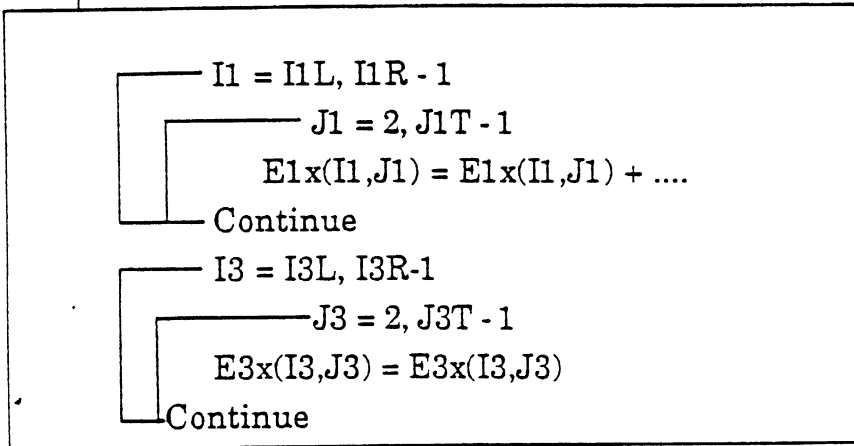 I1 = I1L, I1R - 1
J1 = 2, J1T - 1
E1x(I1,J1) = E1x(I1,J1) + ....
Continue
I3 = I3L, I3R-1
J3 = 2, J3T - 1
E3x(I3,J3) = E3x(I3,J3)
Continue